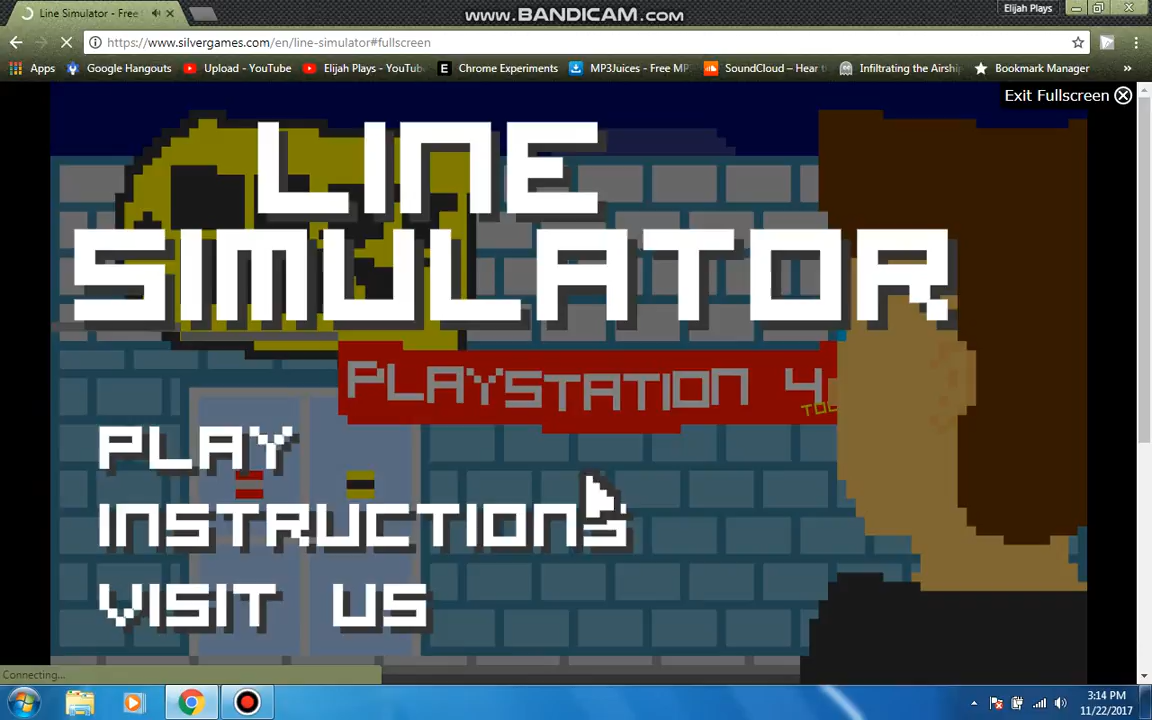 www.BANDICAM.com
Elijah Plays
Line Simulator - Free
https://www.silvergames.com/en/line-simulator#fullscreen
Apps Google Hangouts Upload - YouTube Elijah Plays - YouTub Chrome Experiments MP3Juices - Free MP SoundCloud – Hear t Infiltrating the Airship Bookmark Manager »
Exit Fullscreen
LINE
SIMULATOR
PLAYSTATION 4
PLAY
INSTRUCTIONS
VISIT US
Connecting...
3:14 PM
11/22/2017